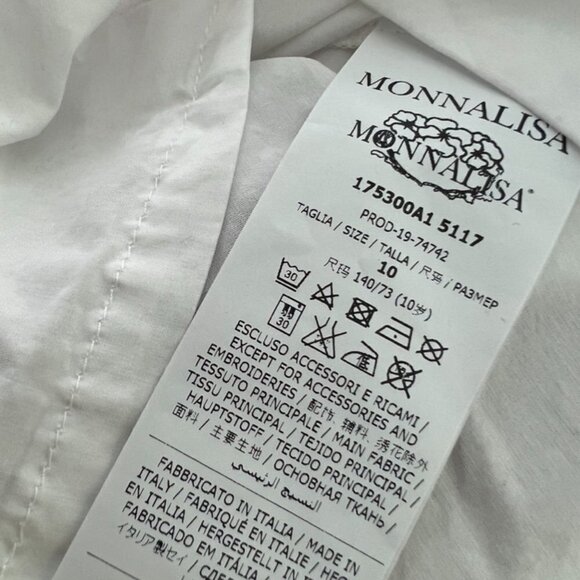 MONNALISA
MONNALISA
175300A1 5117
PROD-19-74742
TAGLIA / SIZE / TALLA / 尺码 / РАЗМЕР
10
尺码 140/73 (10岁)
30
30
ESCLUSO ACCESSORI E RICAMI /
EXCEPT FOR ACCESSORIES AND
EMBROIDERIES / 配饰, 辅料, 绣花除外
TESSUTO PRINCIPALE / MAIN FABRIC /
TISSU PRINCIPAL / TEJIDO PRINCIPAL /
HAUPTSTOFF / TECIDO PRINCIPAL /
面料 / 主要生地 / ОСНОВНАЯ ТКАНЬ /
النسيج الرئيسي
FABBRICATO IN ITALIA / MADE IN
ITALY / FABRIQUÉ EN ITALIE / HEC
EN ITALIA / HERGESTELLT IN IT
FABRICADO EM ITÁLIA /
イタリア製